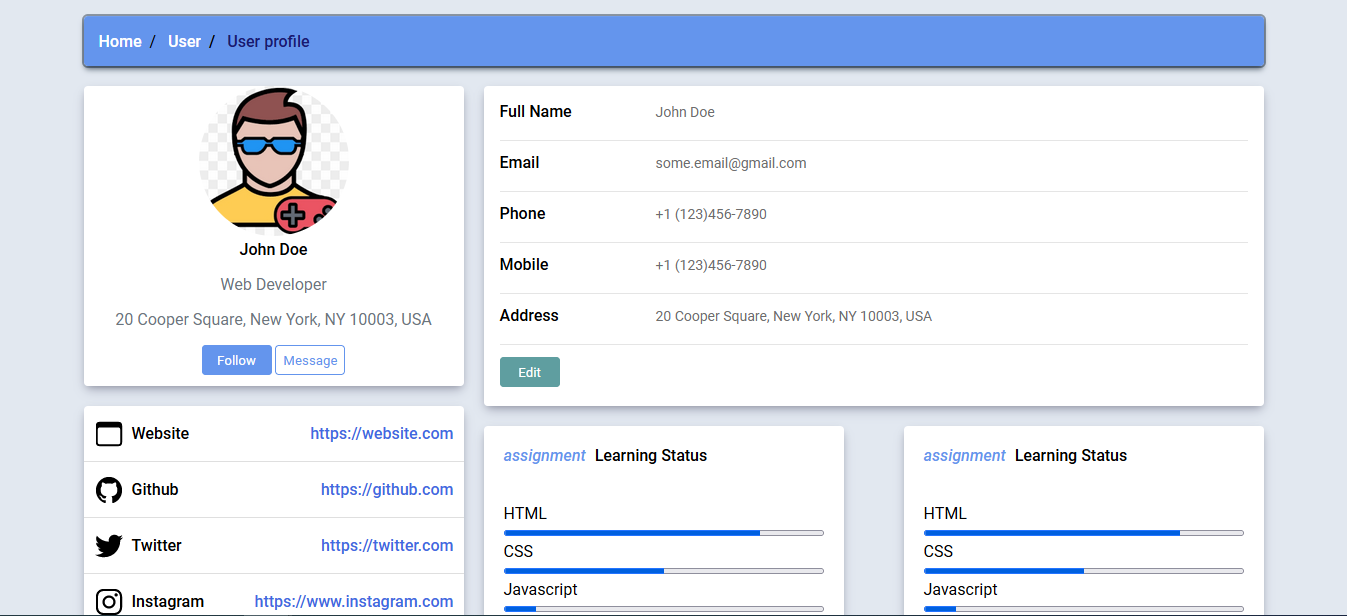 Home / User / User profile
John Doe
Web Developer
20 Cooper Square, New York, NY 10003, USA
Follow Message
Full Name John Doe
Email some.email@gmail.com
Phone +1 (123)456-7890
Mobile +1 (123)456-7890
Address 20 Cooper Square, New York, NY 10003, USA
Edit
Website https://website.com
Github https://github.com
Twitter https://twitter.com
Instagram https://www.instagram.com
assignment Learning Status
HTML
CSS
Javascript
assignment Learning Status
HTML
CSS
Javascript